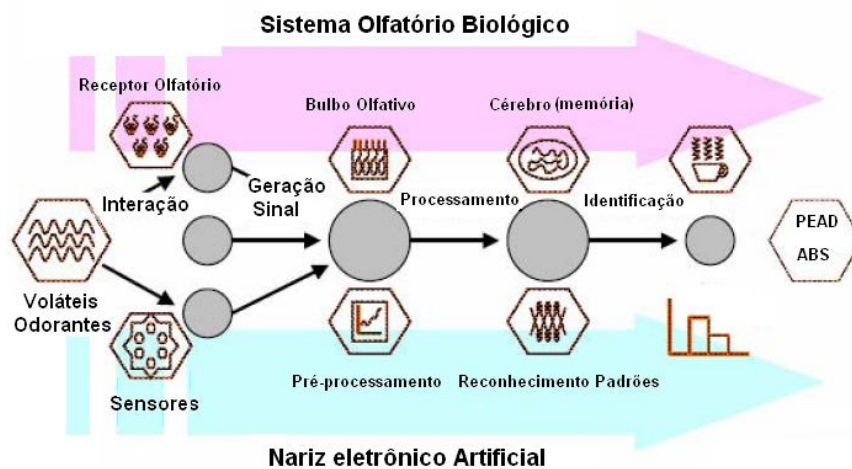 Sistema Olfatório Biológico
Receptor Olfatório
Bulbo Olfativo
Cérebro (memória)
Interação
Geração
Sinal
Processamento
Identificação
PEAD
ABS
Voláteis
Odorantes
Sensores
Pré-processamento
Reconhecimento Padrões
Nariz eletrônico Artificial